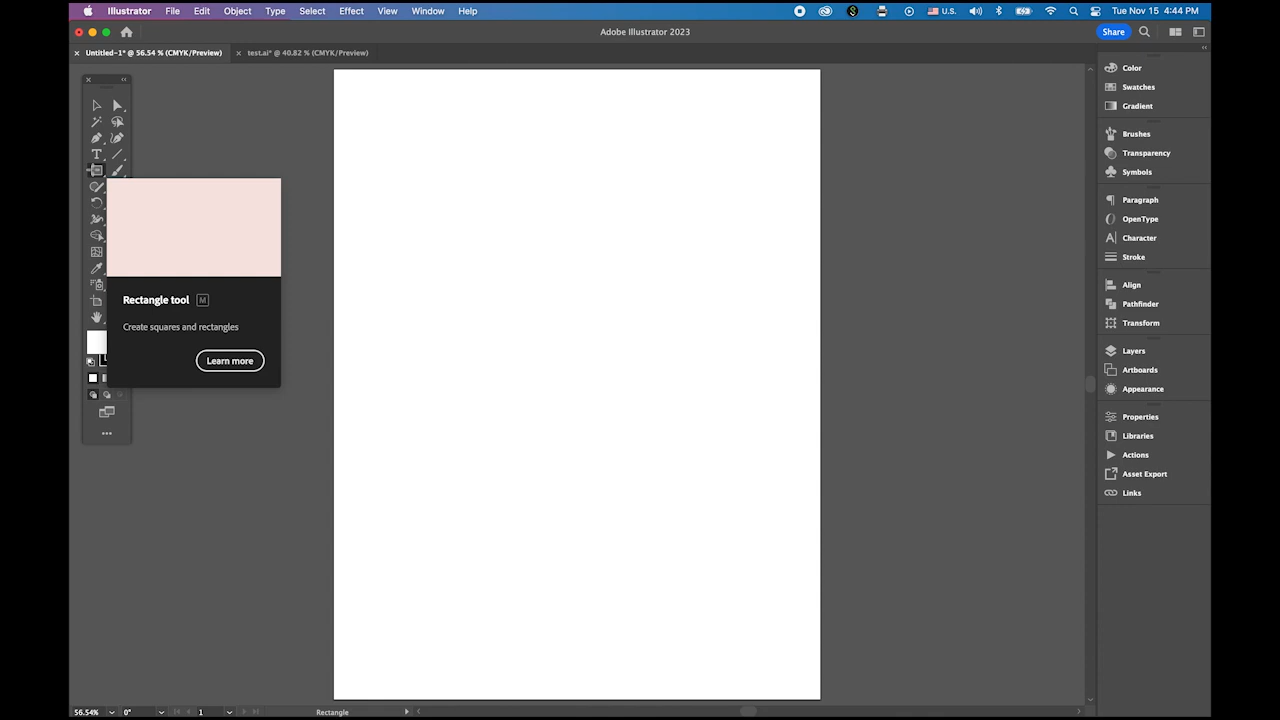 Illustrator File Edit Object Type Select Effect View Window Help U.S. Tue Nov 15 4:44 PM
Adobe Illustrator 2023
Share
Untitled-1* @ 56.54 % (CMYK/Preview) test.ai* @ 40.82 % (CMYK/Preview)
Color
Swatches
Gradient
Brushes
Transparency
Symbols
Paragraph
OpenType
Character
Stroke
Align
Pathfinder
Transform
Layers
Artboards
Appearance
Properties
Libraries
Actions
Asset Export
Links
Rectangle tool M
Create squares and rectangles
Learn more
56.54% 0° 1 Rectangle